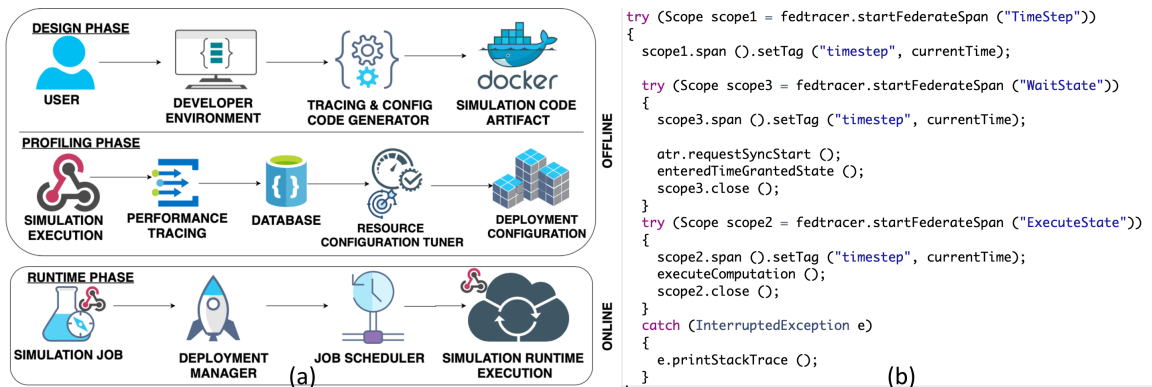 DESIGN PHASE
USER
DEVELOPER
ENVIRONMENT
TRACING & CONFIG
CODE GENERATOR
docker
SIMULATION CODE
ARTIFACT
PROFILING PHASE
SIMULATION
EXECUTION
PERFORMANCE
TRACING
DATABASE
RESOURCE
CONFIGURATION TUNER
DEPLOYMENT
CONFIGURATION
OFFLINE
RUNTIME PHASE
SIMULATION JOB
DEPLOYMENT
MANAGER
JOB SCHEDULER
SIMULATION RUNTIME
EXECUTION
ONLINE
(a)
try (Scope scope1 = fedtracer.startFederateSpan ("TimeStep"))
{
scope1.span ().setTag ("timestep", currentTime);
try (Scope scope3 = fedtracer.startFederateSpan ("WaitState"))
{
scope3.span ().setTag ("timestep", currentTime);
atr.requestSyncStart ();
enteredTimeGrantedState ();
scope3.close ();
}
try (Scope scope2 = fedtracer.startFederateSpan ("ExecuteState"))
{
scope2.span ().setTag ("timestep", currentTime);
executeComputation ();
scope2.close ();
}
catch (InterruptedException e)
{
e.printStackTrace ();
}
(b)